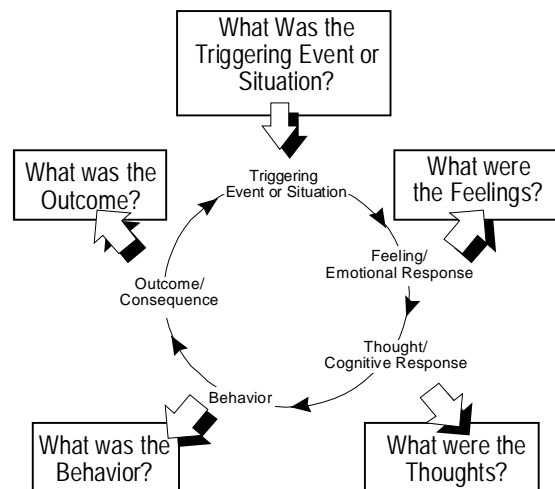 What Was the
Triggering Event or
Situation?
What was the
Outcome?
What were
the Feelings?
Triggering
Event or Situation
Feeling/
Emotional Response
Outcome/
Consequence
Thought/
Cognitive Response
Behavior
What was the
Behavior?
What were the
Thoughts?